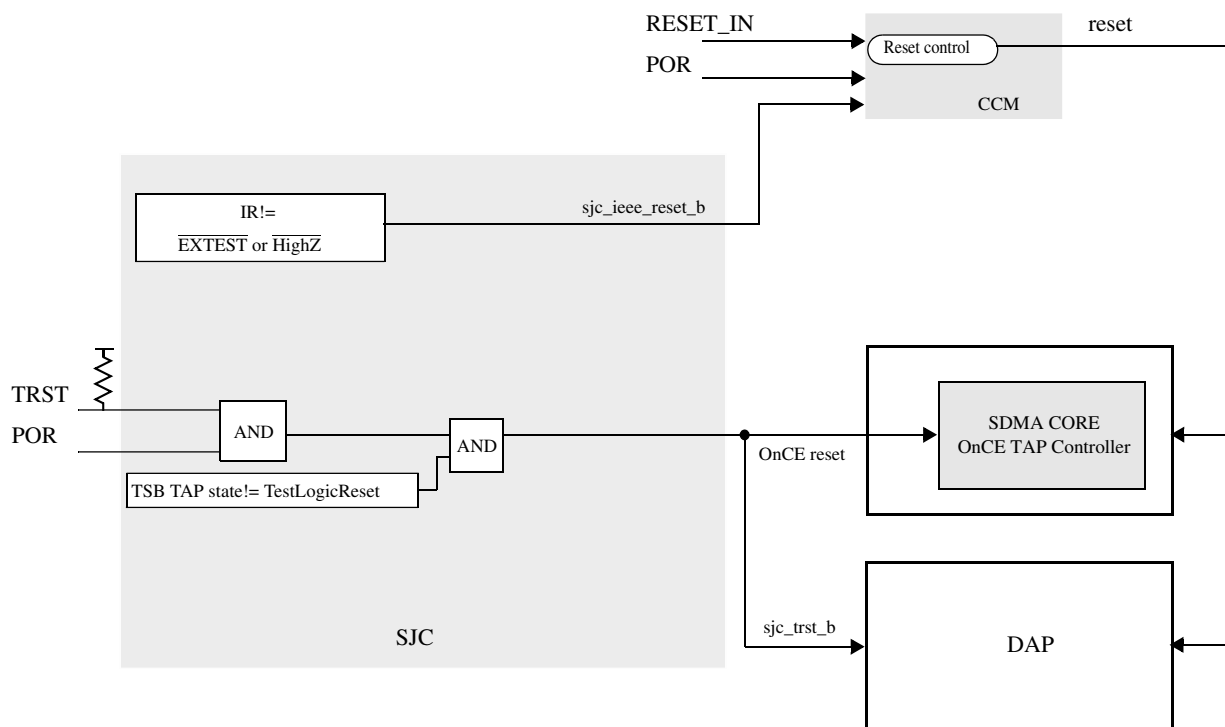 RESET_IN
reset
Reset control
POR
CCM
IR!=
EXTEST or HighZ
sjc_ieee_reset_b
TRST
POR
AND
AND
TSB TAP state!= TestLogicReset
OnCE reset
SDMA CORE
OnCE TAP Controller
SJC
sjc_trst_b
DAP